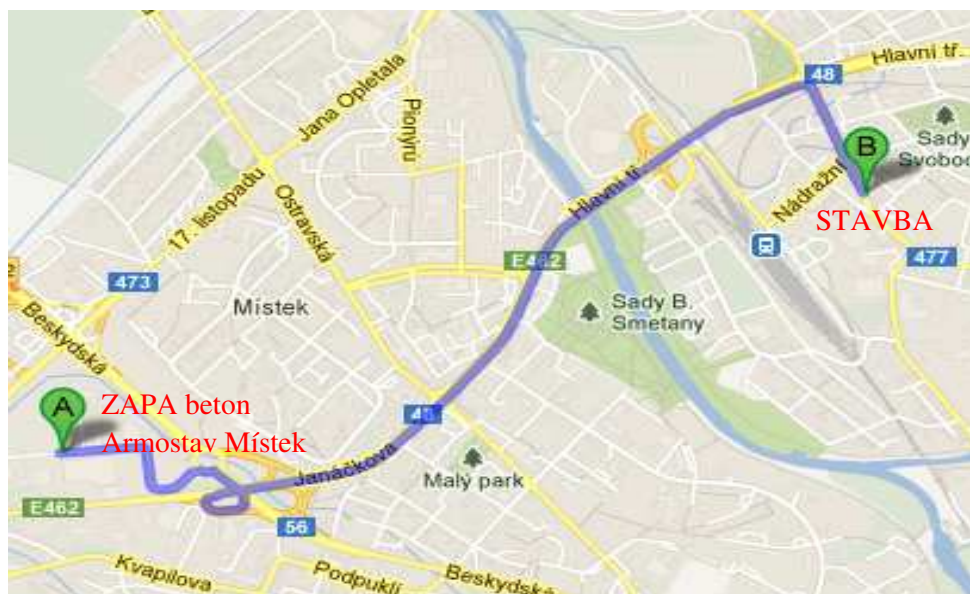 Hlavní tř.
48
Jana Opletala
Pionýrů
B
Sady
Svobod
17. listopadu
Ostravská
Hlavní tř.
Nádražní
STAVBA
E462
477
473
Místek
Sady B.
Smetany
Beskydská
A
ZAPA beton
Armostav Místek
48
Janáčkova
Malý park
E462
56
Kvapilova
Podpuklí
Beskydská